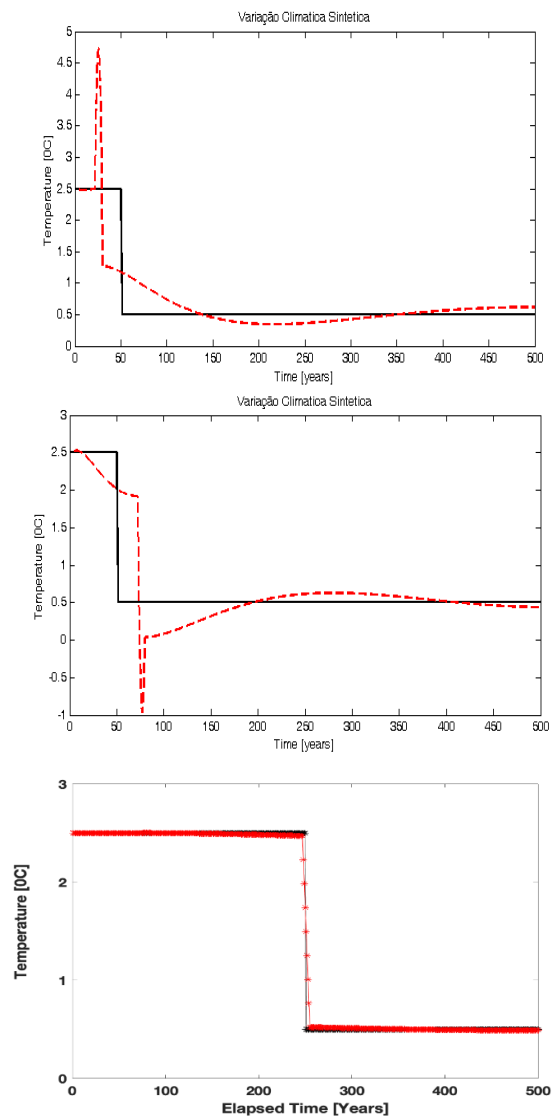 Variação Climatica Sintetica
5
4.5
4
3.5
3
2.5
2
1.5
1
0.5
0
Temperature [0C]
0 50 100 150 200 250 300 350 400 450 500
Time [years]
Variação Climatica Sintetica
3
2.5
2
1.5
1
0.5
0
-0.5
-1
Temperature [0C]
0 50 100 150 200 250 300 350 400 450 500
Time [years]
3
2
1
0
Temperature [0C]
0 100 200 300 400 500
Elapsed Time [Years]